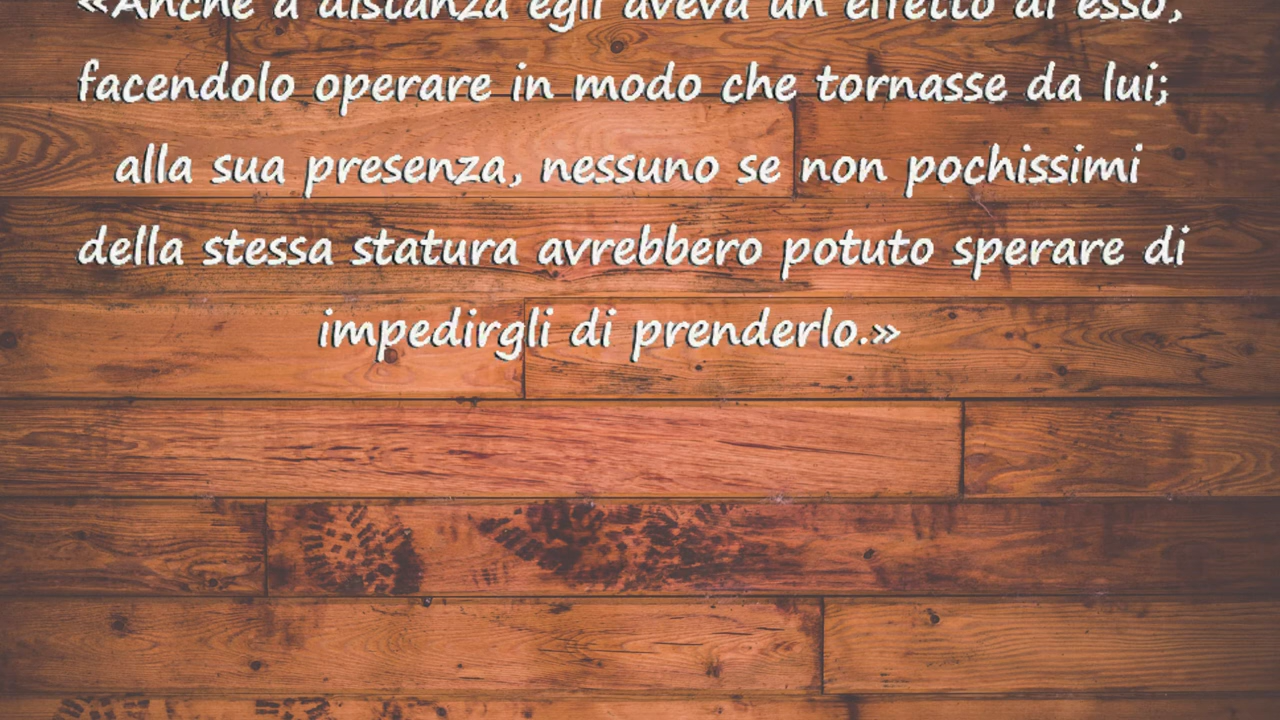 «Anche a distanza egli aveva un effetto di esso,
facendolo operare in modo che tornasse da lui;
alla sua presenza, nessuno se non pochissimi
della stessa statura avrebbero potuto sperare di
impedirgli di prenderlo.»